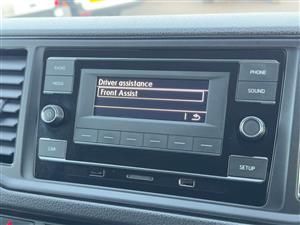 RADIO
MEDIA
Driver assistance
Front Assist
PHONE
SOUND
CAR
SETUP